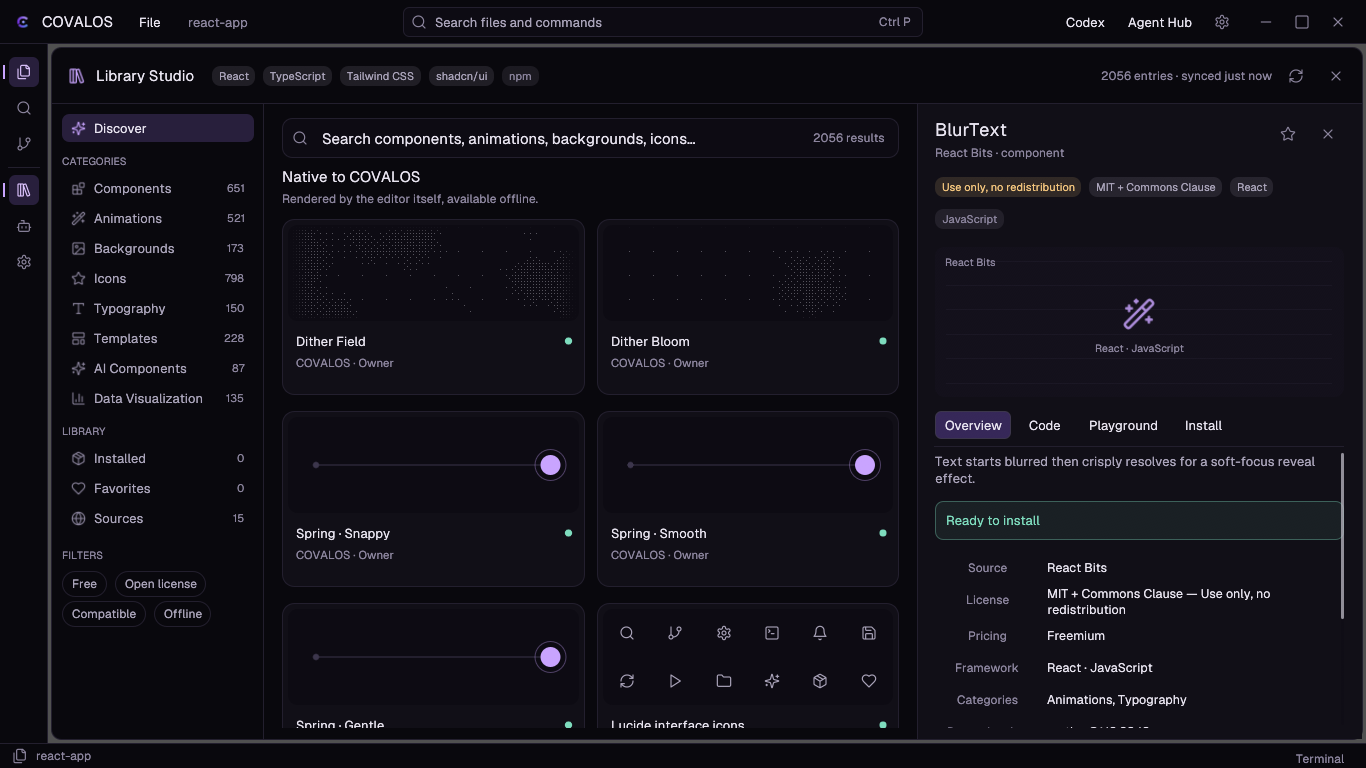 COVALOS File react-app Search files and commands Ctrl P Codex Agent Hub
Library Studio React TypeScript Tailwind CSS shadcn/ui npm 2056 entries · synced just now
Discover
CATEGORIES
Components 651
Animations 521
Backgrounds 173
Icons 798
Typography 150
Templates 228
AI Components 87
Data Visualization 135
LIBRARY
Installed 0
Favorites 0
Sources 15
FILTERS
Free Open license
Compatible Offline
Search components, animations, backgrounds, icons... 2056 results
Native to COVALOS
Rendered by the editor itself, available offline.
Dither Field
COVALOS · Owner
Dither Bloom
COVALOS · Owner
Spring · Snappy
COVALOS · Owner
Spring · Smooth
COVALOS · Owner
Spring · Gentle
Lucide interface icons
BlurText
React Bits · component
Use only, no redistribution MIT + Commons Clause React
JavaScript
React Bits
React · JavaScript
Overview Code Playground Install
Text starts blurred then crisply resolves for a soft-focus reveal
effect.
Ready to install
Source React Bits
License MIT + Commons Clause — Use only, no
redistribution
Pricing Freemium
Framework React · JavaScript
Categories Animations, Typography
react-app Terminal